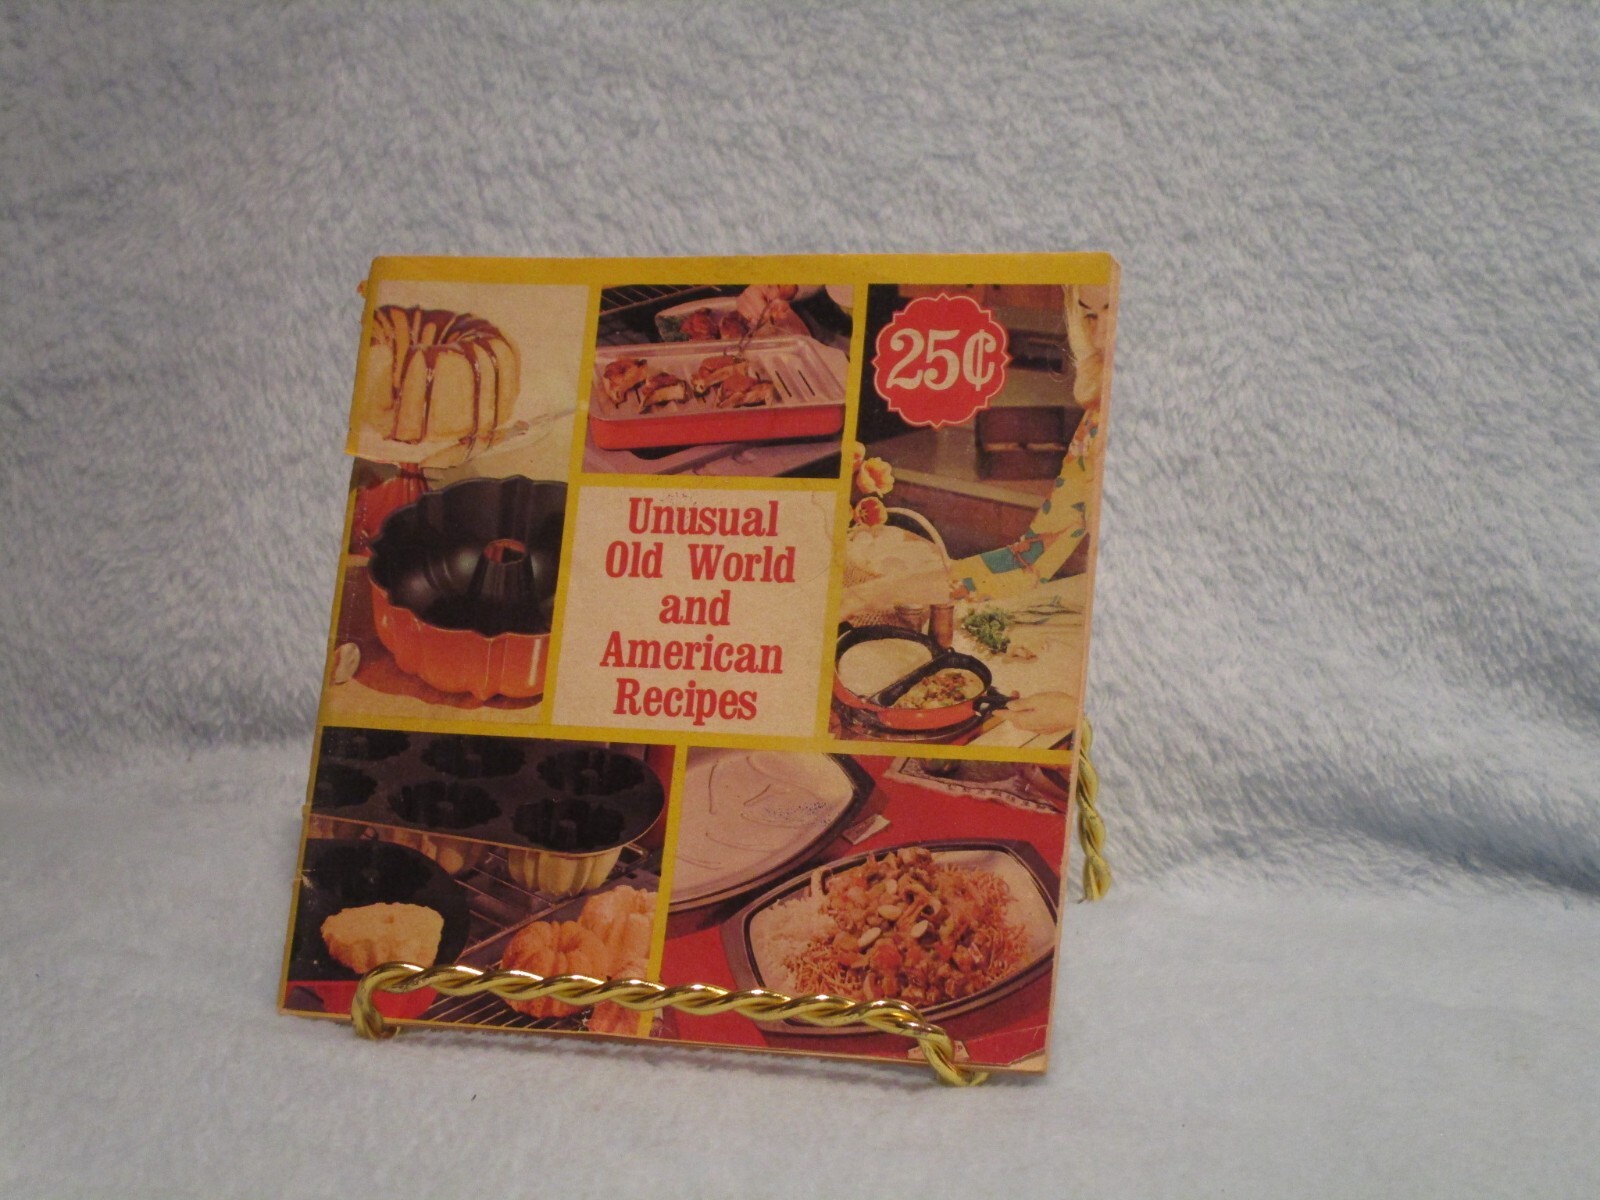 25¢
Unusual
Old World
and
American
Recipes